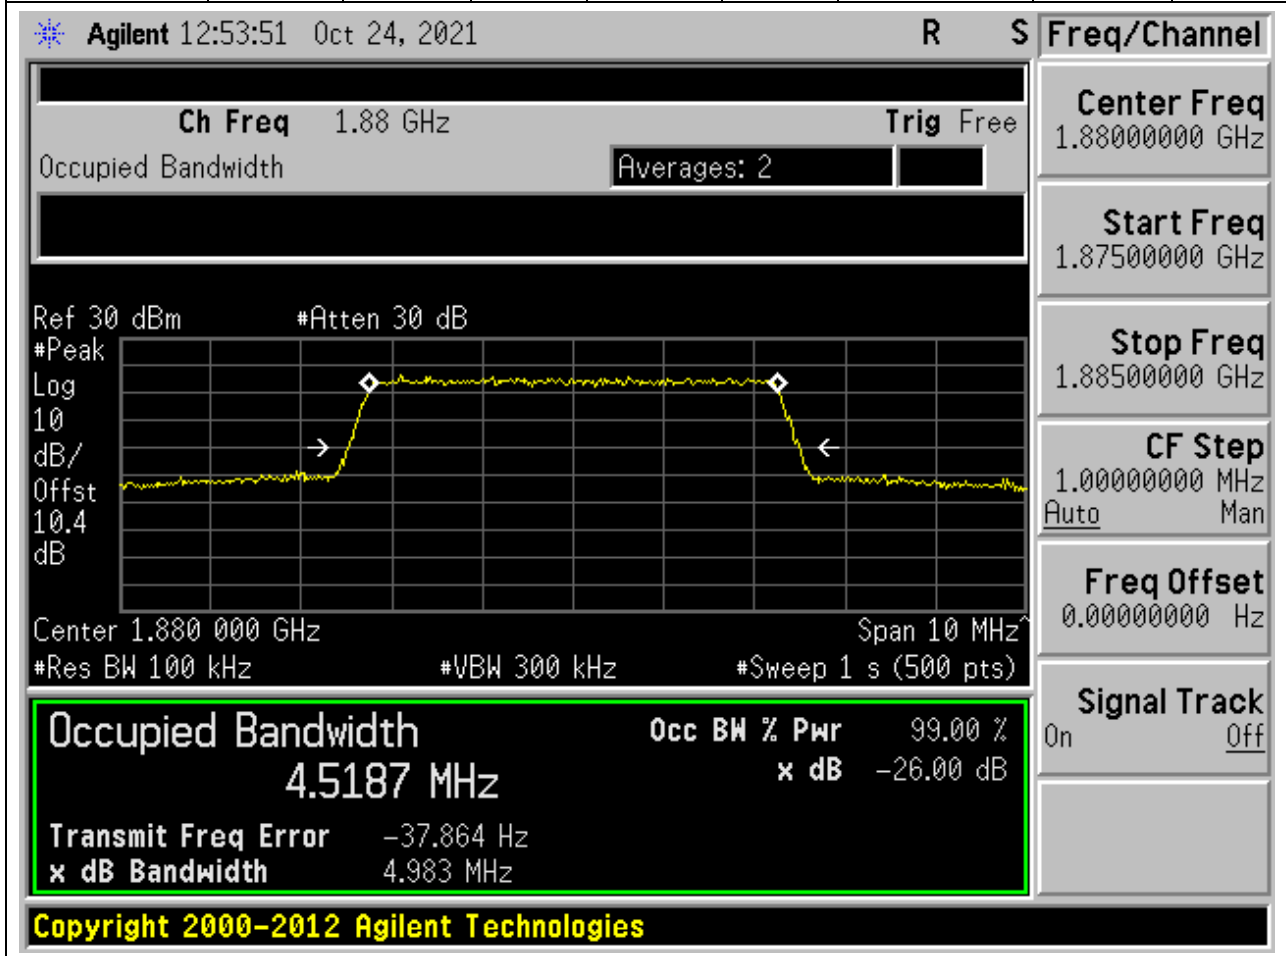 Agilent 12:53:51 Oct 24, 2021 R S Freq/Channel
Ch Freq 1.88 GHz Trig Free
Occupied Bandwidth Averages: 2
Center Freq
1.88000000 GHz
Start Freq
1.87500000 GHz
Stop Freq
1.88500000 GHz
CF Step
1.00000000 MHz
Auto Man
Freq Offset
0.00000000 Hz
Signal Track
On Off
Ref 30 dBm #Atten 30 dB
#Peak
Log
10
dB/
Offst
10.4
dB
Center 1.880 000 GHz Span 10 MHz^
#Res BW 100 kHz #VBW 300 kHz #Sweep 1 s (500 pts)
Occupied Bandwidth Occ BW % Pwr 99.00 %
4.5187 MHz x dB -26.00 dB
Transmit Freq Error -37.864 Hz
x dB Bandwidth 4.983 MHz
Copyright 2000-2012 Agilent Technologies